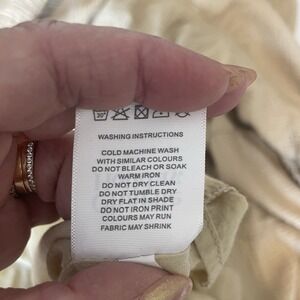 30°
WASHING INSTRUCTIONS
COLD MACHINE WASH
WITH SIMILAR COLOURS
DO NOT BLEACH OR SOAK
WARM IRON
DO NOT DRY CLEAN
DO NOT TUMBLE DRY
DRY FLAT IN SHADE
DO NOT IRON PRINT
COLOURS MAY RUN
FABRIC MAY SHRINK